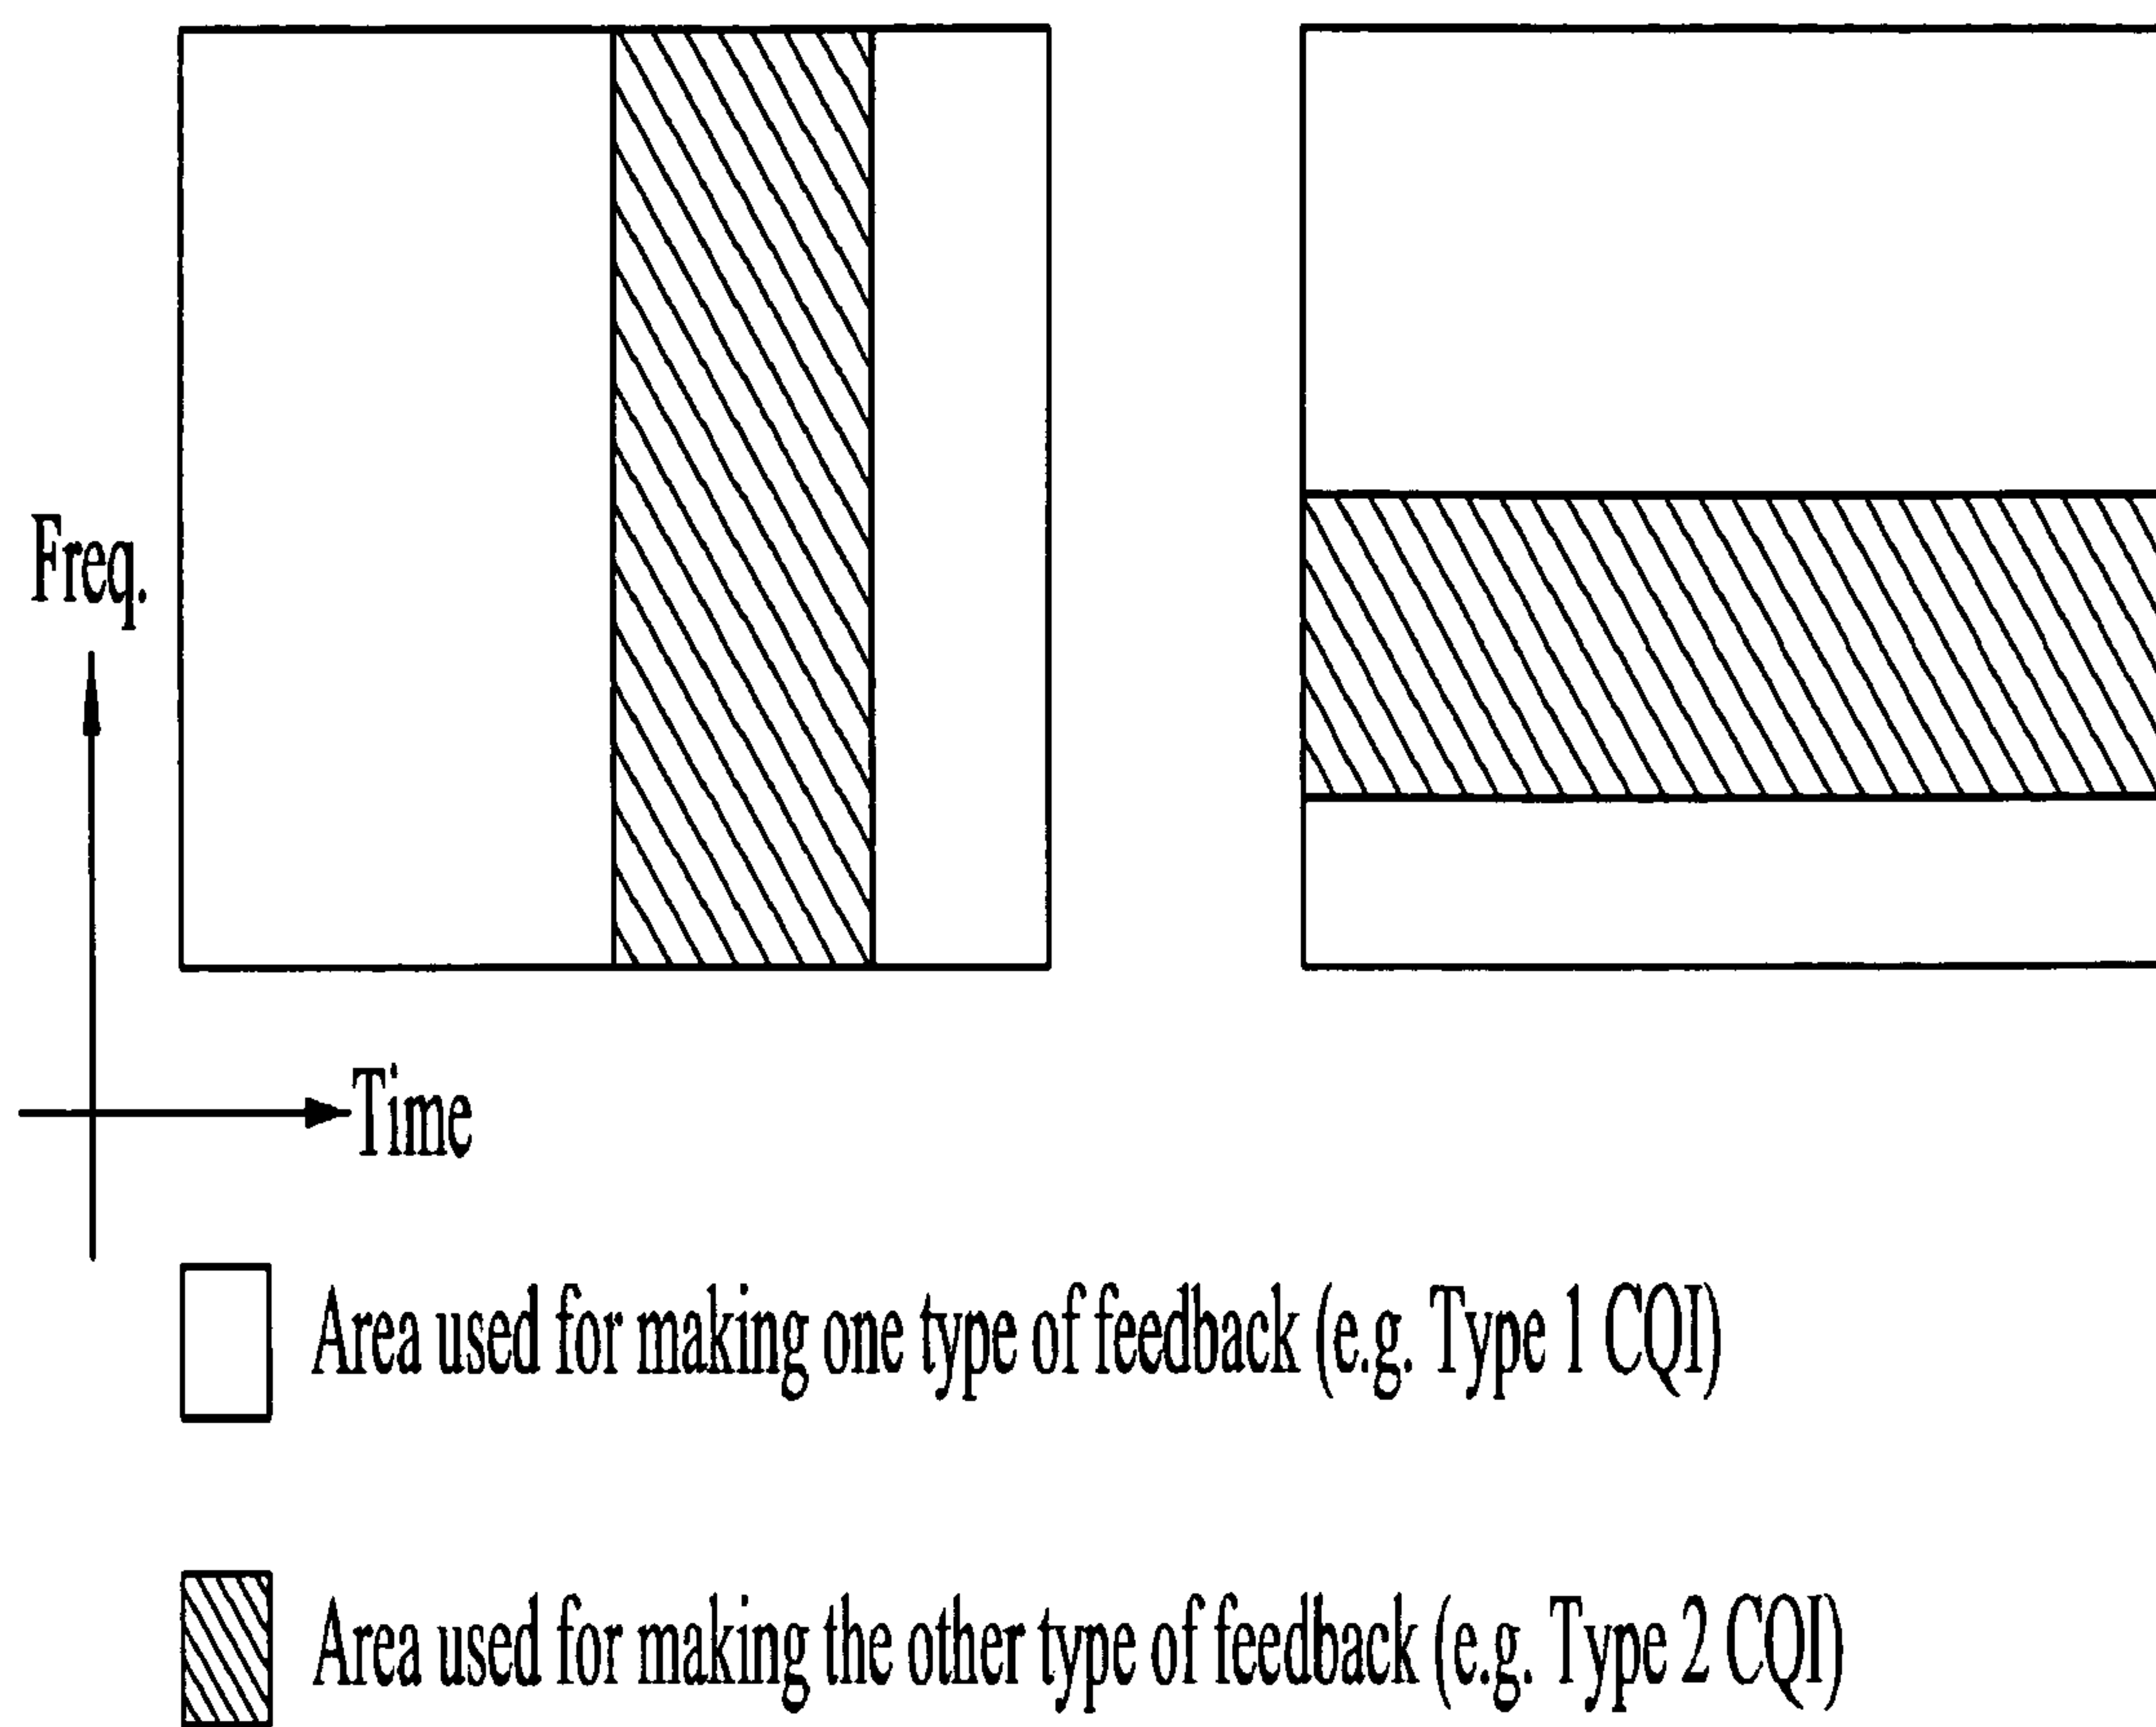 Freq.
Time
Area used for making one type of feedback (e.g. Type 1 CQI)
Area used for making the other type of feedback (e.g. Type 2 CQI)